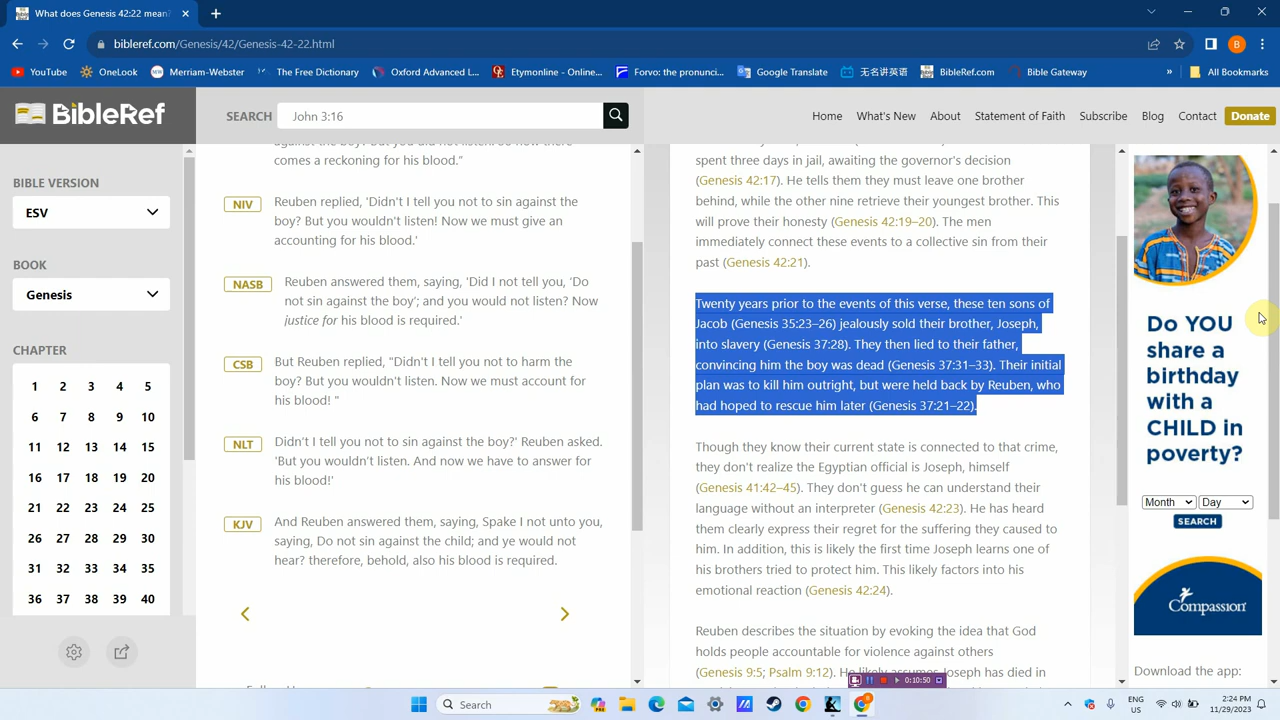 What does Genesis 42:22 mean?
bibleref.com/Genesis/42/Genesis-42-22.html
B
YouTube
OneLook
Merriam-Webster
The Free Dictionary
Oxford Advanced L...
Etymonline - Online...
Forvo: the pronunci...
Google Translate
无名讲英语
BibleRef.com
Bible Gateway
»
All Bookmarks
BibleRef
SEARCH
John 3:16
Home
What's New
About
Statement of Faith
Subscribe
Blog
Contact
Donate
BIBLE VERSION
ESV
BOOK
Genesis
CHAPTER
1 2 3 4 5
6 7 8 9 10
11 12 13 14 15
16 17 18 19 20
21 22 23 24 25
26 27 28 29 30
31 32 33 34 35
36 37 38 39 40
comes a reckoning for his blood."
NIV
Reuben replied, 'Didn't I tell you not to sin against the
boy? But you wouldn't listen! Now we must give an
accounting for his blood.'
NASB
Reuben answered them, saying, 'Did I not tell you, 'Do
not sin against the boy'; and you would not listen? Now
justice for his blood is required.'
CSB
But Reuben replied, "Didn't I tell you not to harm the
boy? But you wouldn't listen. Now we must account for
his blood! "
NLT
Didn't I tell you not to sin against the boy?' Reuben asked.
'But you wouldn't listen. And now we have to answer for
his blood!'
KJV
And Reuben answered them, saying, Spake I not unto you,
saying, Do not sin against the child; and ye would not
hear? therefore, behold, also his blood is required.
spent three days in jail, awaiting the governor's decision
(Genesis 42:17). He tells them they must leave one brother
behind, while the other nine retrieve their youngest brother. This
will prove their honesty (Genesis 42:19–20). The men
immediately connect these events to a collective sin from their
past (Genesis 42:21).
Twenty years prior to the events of this verse, these ten sons of
Jacob (Genesis 35:23–26) jealously sold their brother, Joseph,
into slavery (Genesis 37:28). They then lied to their father,
convincing him the boy was dead (Genesis 37:31–33). Their initial
plan was to kill him outright, but were held back by Reuben, who
had hoped to rescue him later (Genesis 37:21–22).
Though they know their current state is connected to that crime,
they don't realize the Egyptian official is Joseph, himself
(Genesis 41:42–45). They don't guess he can understand their
language without an interpreter (Genesis 42:23). He has heard
them clearly express their regret for the suffering they caused to
him. In addition, this is likely the first time Joseph learns one of
his brothers tried to protect him. This likely factors into his
emotional reaction (Genesis 42:24).
Reuben describes the situation by evoking the idea that God
holds people accountable for violence against others
(Genesis 9:5; Psalm 9:12). He likely assumes Joseph has died in
Do YOU
share a
birthday
with a
CHILD in
poverty?
Month
Day
SEARCH
Compassion
Download the app:
0:10:50
Search
ENG
US
2:24 PM
11/29/2023